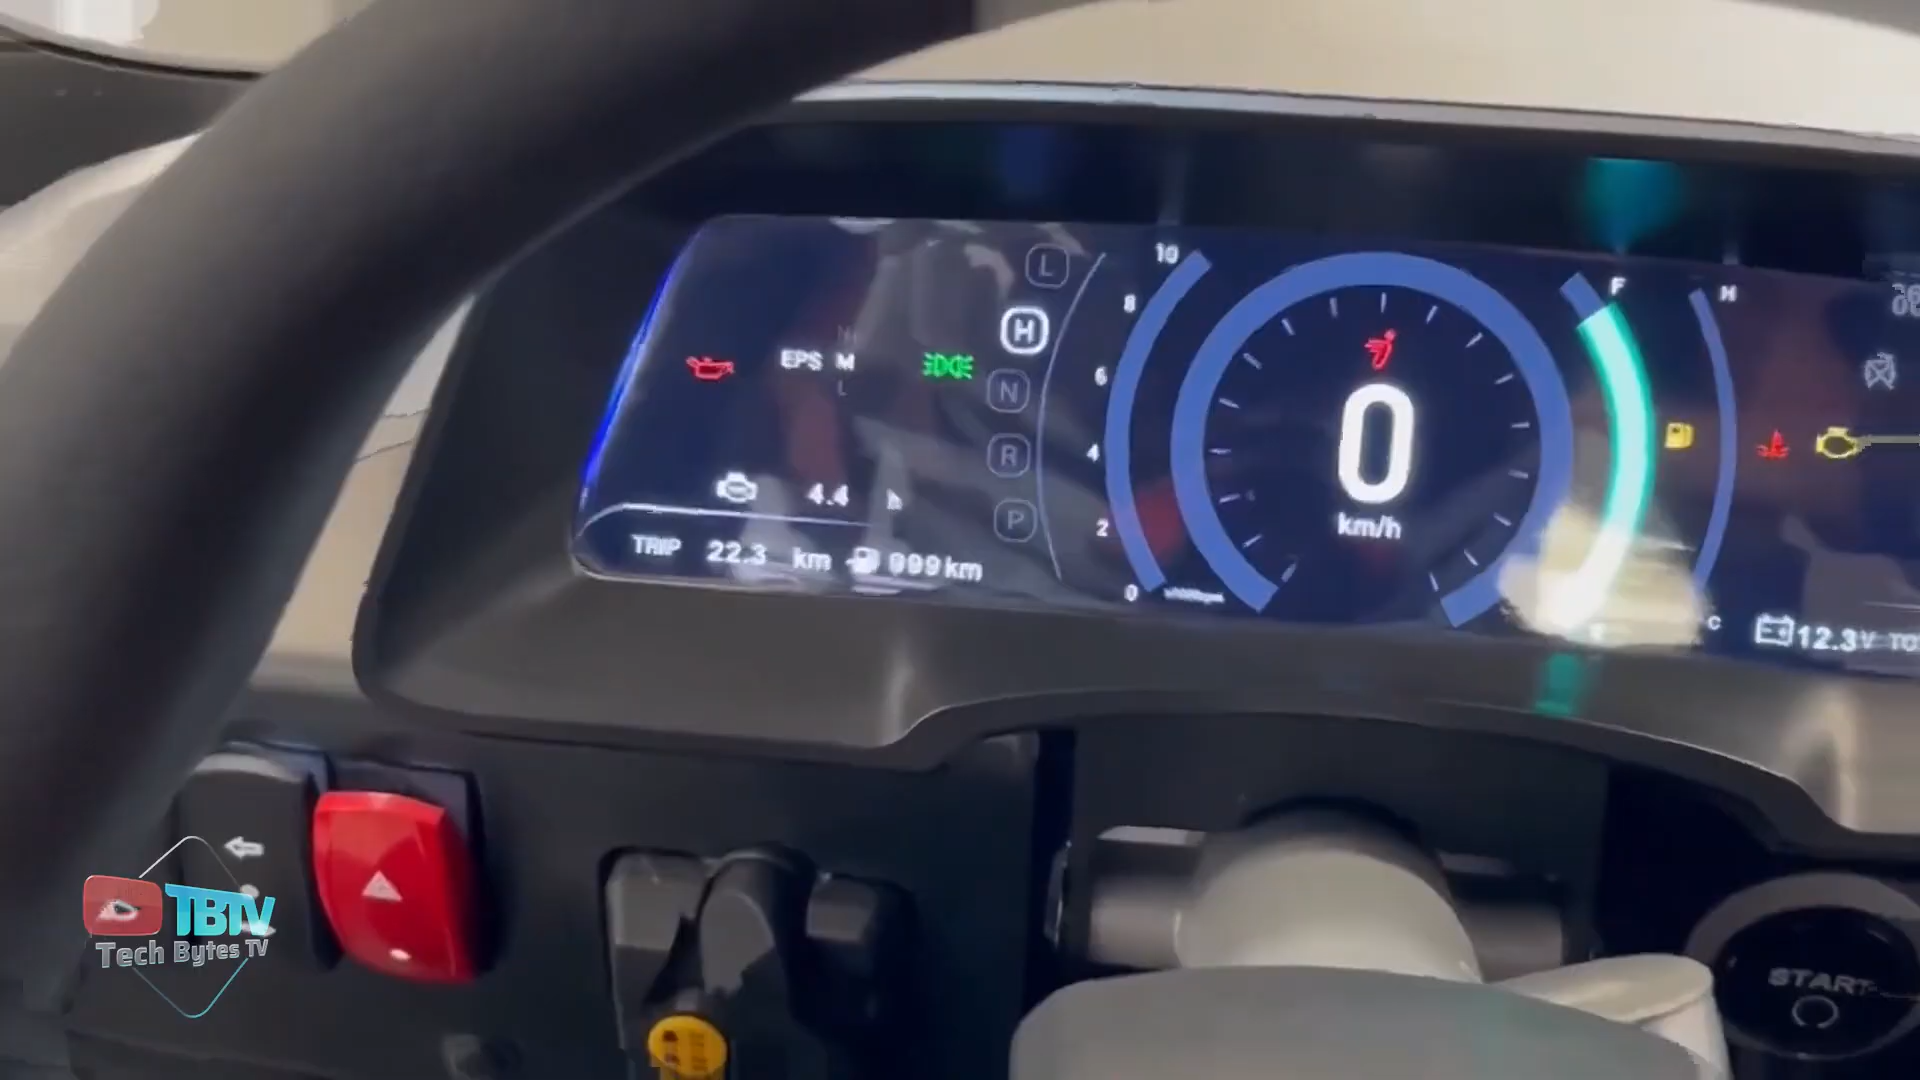 L
10
F
H
8
H
EPS M
L
6
N
0
R
4
km/h
4.4 h
P
2
TRIP 22.3 km 999 km
0
C
12.3V
TBTV
Tech Bytes TV
START